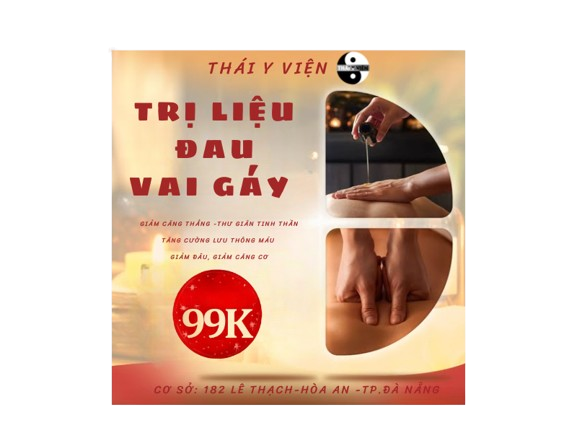 THÁI Y VIỆN
TRỊ LIỆU
ĐAU
VAI GÁY
GIẢM CĂNG THẲNG -THƯ GIÃN TINH THẦN
TĂNG CƯỜNG LƯU THÔNG MÁU
GIẢM ĐẦU, GIẢM CĂNG CƠ
99K
CƠ SỞ: 182 LÊ THẠCH-HÒA AN -TP.ĐÀ NẴNG